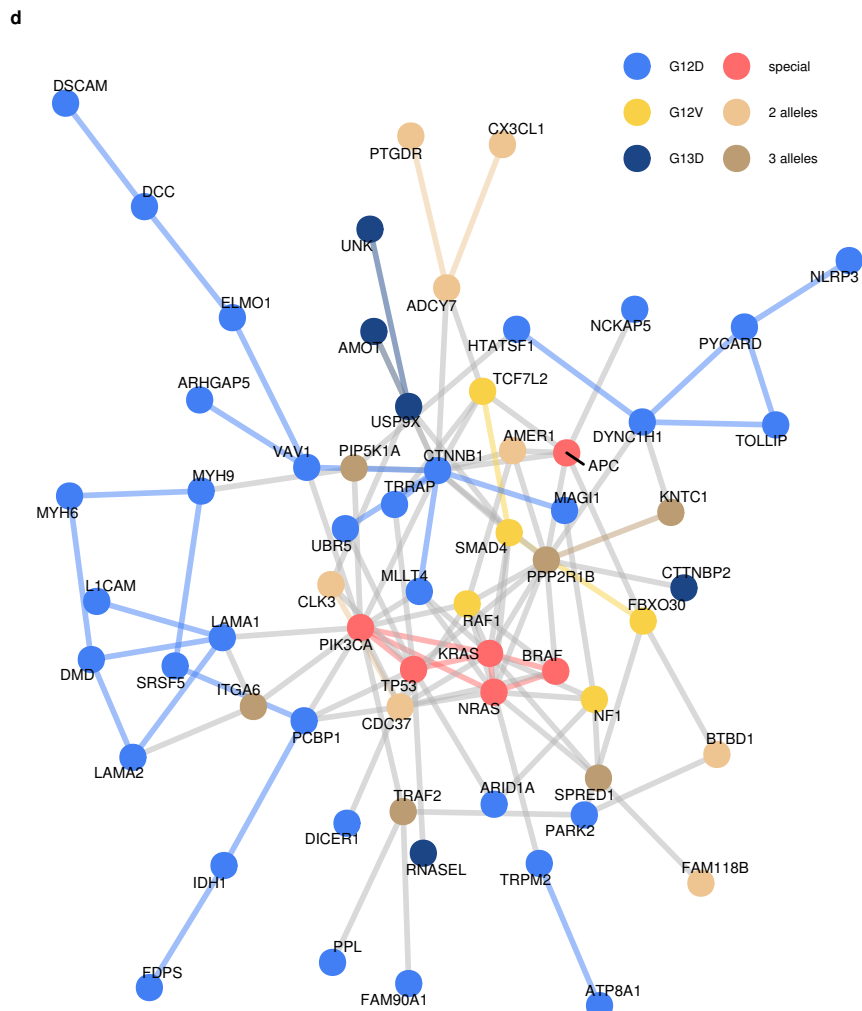 d
G12D
special
G12V
2 alleles
G13D
3 alleles
DSCAM
CX3CL1
PTGDR
DCC
UNK
NLRP3
ELMO1
ADCY7
NCKAP5
HTATSF1
PYCARD
AMOT
TCF7L2
ARHGAP5
USP9X
AMER1
DYNC1H1
TOLLIP
VAV1
PIP5K1A
CTNNB1
APC
MYH9
TRRAP
MAGI1
KNTC1
MYH6
UBR5
SMAD4
MLLT4
PPP2R1B
CTTNBP2
L1CAM
CLK3
FBXO30
LAMA1
RAF1
PIK3CA
KRAS
BRAF
DMD
SRSF5
ITGA6
TP53
NRAS
CDC37
NF1
PCBP1
BTBD1
LAMA2
ARID1A
SPRED1
TRAF2
DICER1
PARK2
RNASEL
FAM118B
IDH1
TRPM2
PPL
FDPS
FAM90A1
ATP8A1